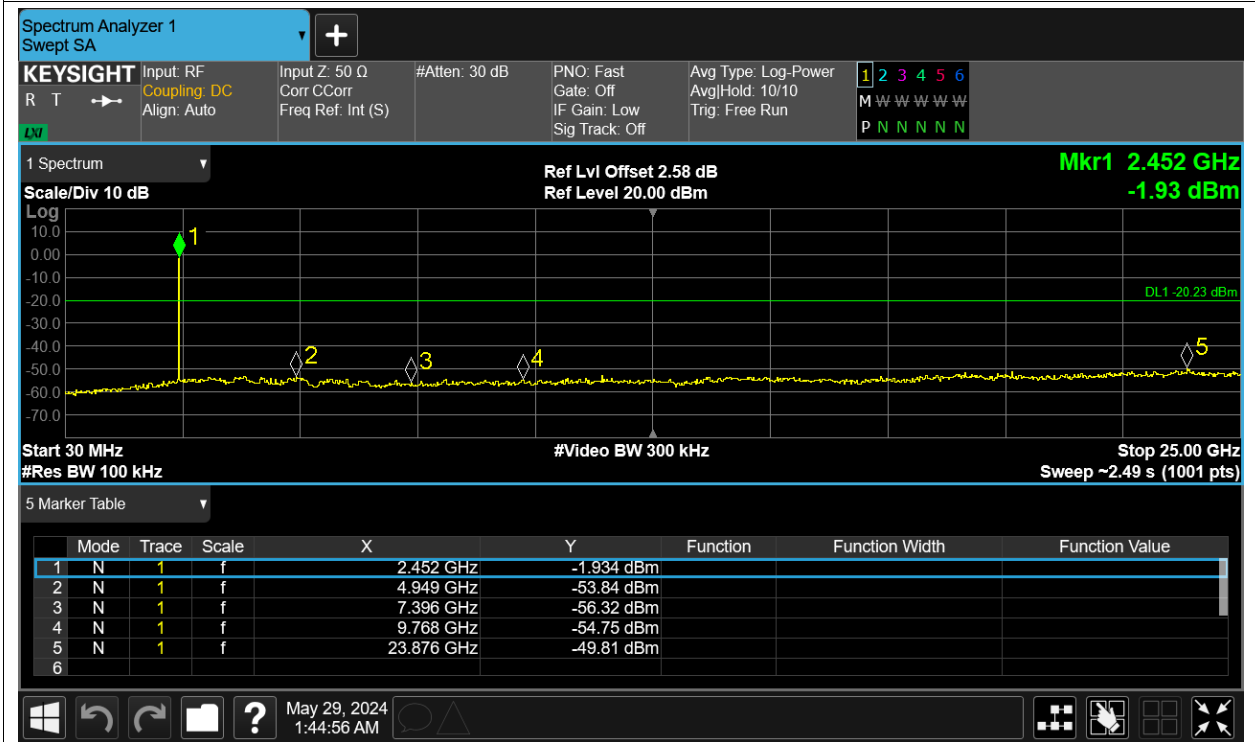 Spectrum Analyzer 1
Swept SA
+
KEYSIGHT
R T
LXI
Input: RF
Coupling: DC
Align: Auto
Input Z: 50 Ω
Corr CCorr
Freq Ref: Int (S)
#Atten: 30 dB
PNO: Fast
Gate: Off
IF Gain: Low
Sig Track: Off
Avg Type: Log-Power
Avg|Hold: 10/10
Trig: Free Run
1 2 3 4 5 6
M W W W W W
P N N N N N
1 Spectrum
Scale/Div 10 dB
Ref Lvl Offset 2.58 dB
Ref Level 20.00 dBm
Mkr1 2.452 GHz
-1.93 dBm
Log
10.0
0.00
-10.0
-20.0
-30.0
-40.0
-50.0
-60.0
-70.0
1
2
3
4
5
DL1 -20.23 dBm
Start 30 MHz
#Res BW 100 kHz
#Video BW 300 kHz
Stop 25.00 GHz
Sweep ~2.49 s (1001 pts)
5 Marker Table
Mode Trace Scale X Y Function Function Width Function Value
1 N 1 f 2.452 GHz -1.934 dBm
2 N 1 f 4.949 GHz -53.84 dBm
3 N 1 f 7.396 GHz -56.32 dBm
4 N 1 f 9.768 GHz -54.75 dBm
5 N 1 f 23.876 GHz -49.81 dBm
6
?
May 29, 2024
1:44:56 AM